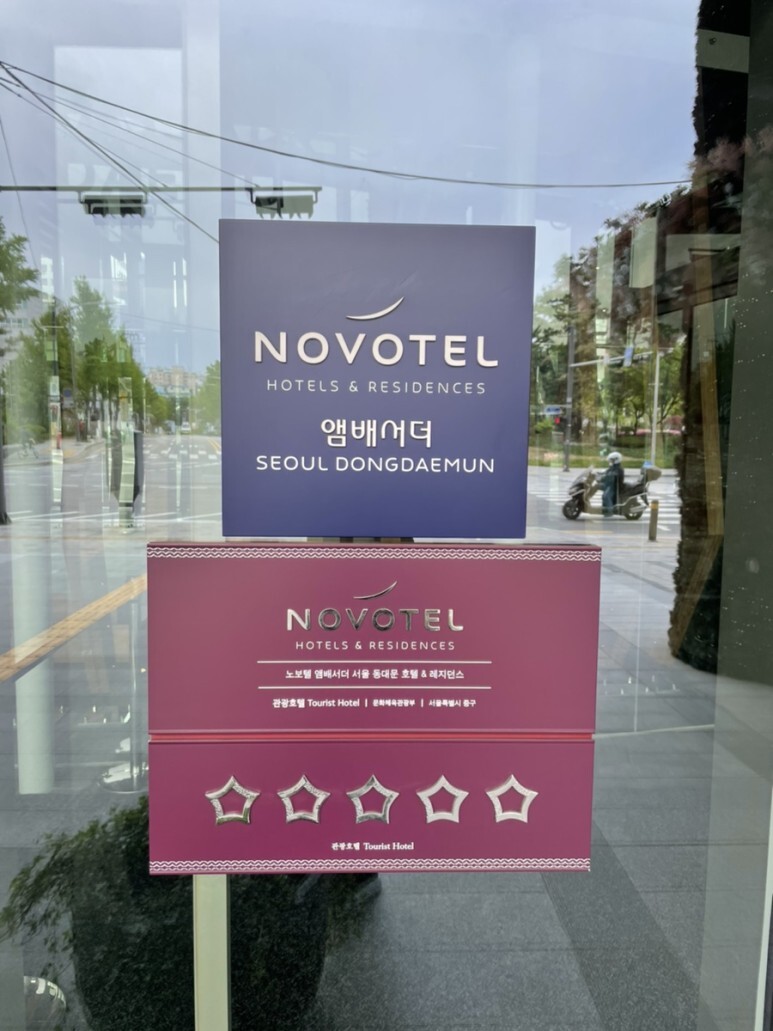 NOVOTEL
HOTELS & RESIDENCES
앰배서더
SEOUL DONGDAEMUN
NOVOTEL
HOTELS & RESIDENCES
노보텔 앰배서더 서울 동대문 호텔 & 레지던스
관광호텔 Tourist Hotel | 문화체육관광부 | 서울특별시 중구
관광호텔 Tourist Hotel